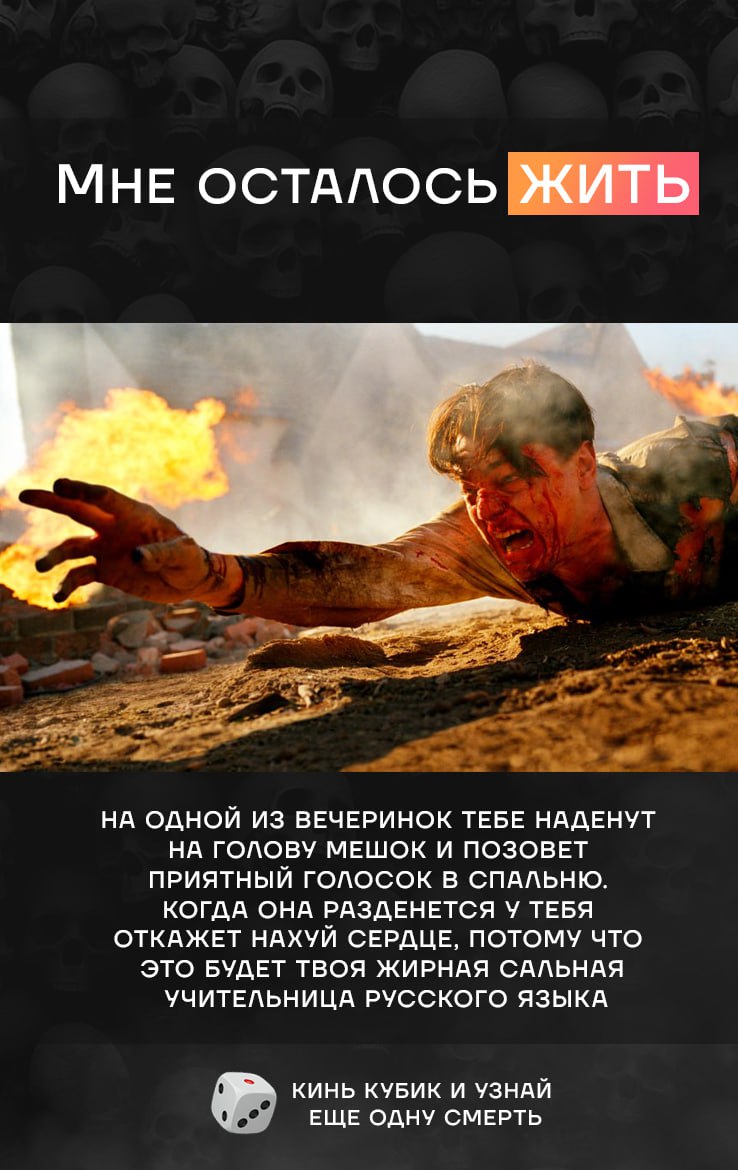 Мне осталось жить
НА ОДНОЙ ИЗ ВЕЧЕРИНОК ТЕБЕ НАДЕНУТ
НА ГОЛОВУ МЕШОК И ПОЗОВЕТ
ПРИЯТНЫЙ ГОЛОСОК В СПАЛЬНЮ.
КОГДА ОНА РАЗДЕНЕТСЯ У ТЕБЯ
ОТКАЖЕТ НАХУЙ СЕРДЦЕ, ПОТОМУ ЧТО
ЭТО БУДЕТ ТВОЯ ЖИРНАЯ САЛЬНАЯ
УЧИТЕЛЬНИЦА РУССКОГО ЯЗЫКА
КИНЬ КУБИК И УЗНАЙ
ЕЩЕ ОДНУ СМЕРТЬ